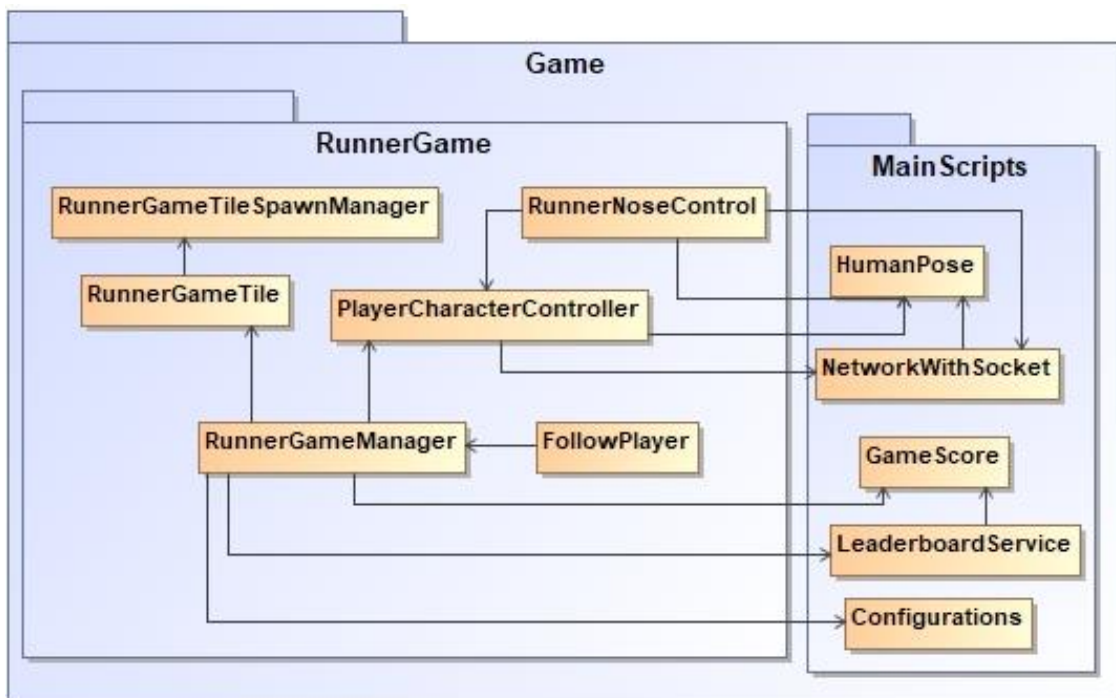 Game
RunnerGame
MainScripts
RunnerGameTileSpawnManager
RunnerNoseControl
HumanPose
RunnerGameTile
PlayerCharacterController
NetworkWithSocket
RunnerGameManager
FollowPlayer
GameScore
LeaderboardService
Configurations